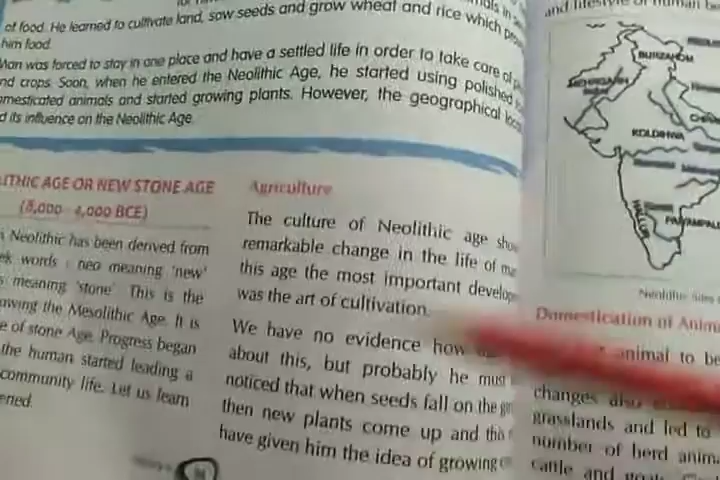 of food. He learned to cultivate land, sow seeds and grow wheat and rice which
him food.
Man was forced to stay in one place and have a settled life in order to take care of
nd crops. Soon, when he entered the Neolithic Age, he started using polished
omesticated animals and started growing plants. However, the geographical
d its influence on the Neolithic Age.
LITHIC AGE OR NEW STONE AGE
(8,000 - 4,000 BCE)
Neolithic has been derived from
ek words : neo meaning 'new'
s meaning 'stone'. This is the
owing the Mesolithic Age. It is
e of stone Age. Progress began
the human started leading a
community life. Let us learn
ened.
Agriculture
The culture of Neolithic age
remarkable change in the life of
this age the most important
was the art of cultivation.
We have no evidence how
about this, but probably he must
noticed that when seeds fall on the
then new plants come up and
have given him the idea of growing
and lifestyle of human
BURZAHOM
MEHRGARH
KOLDIHWA
PAIYAMPALLI
Neolithic Sites
Domestication of
animal to be
changes also
grasslands and led to
number of herd
cattle and